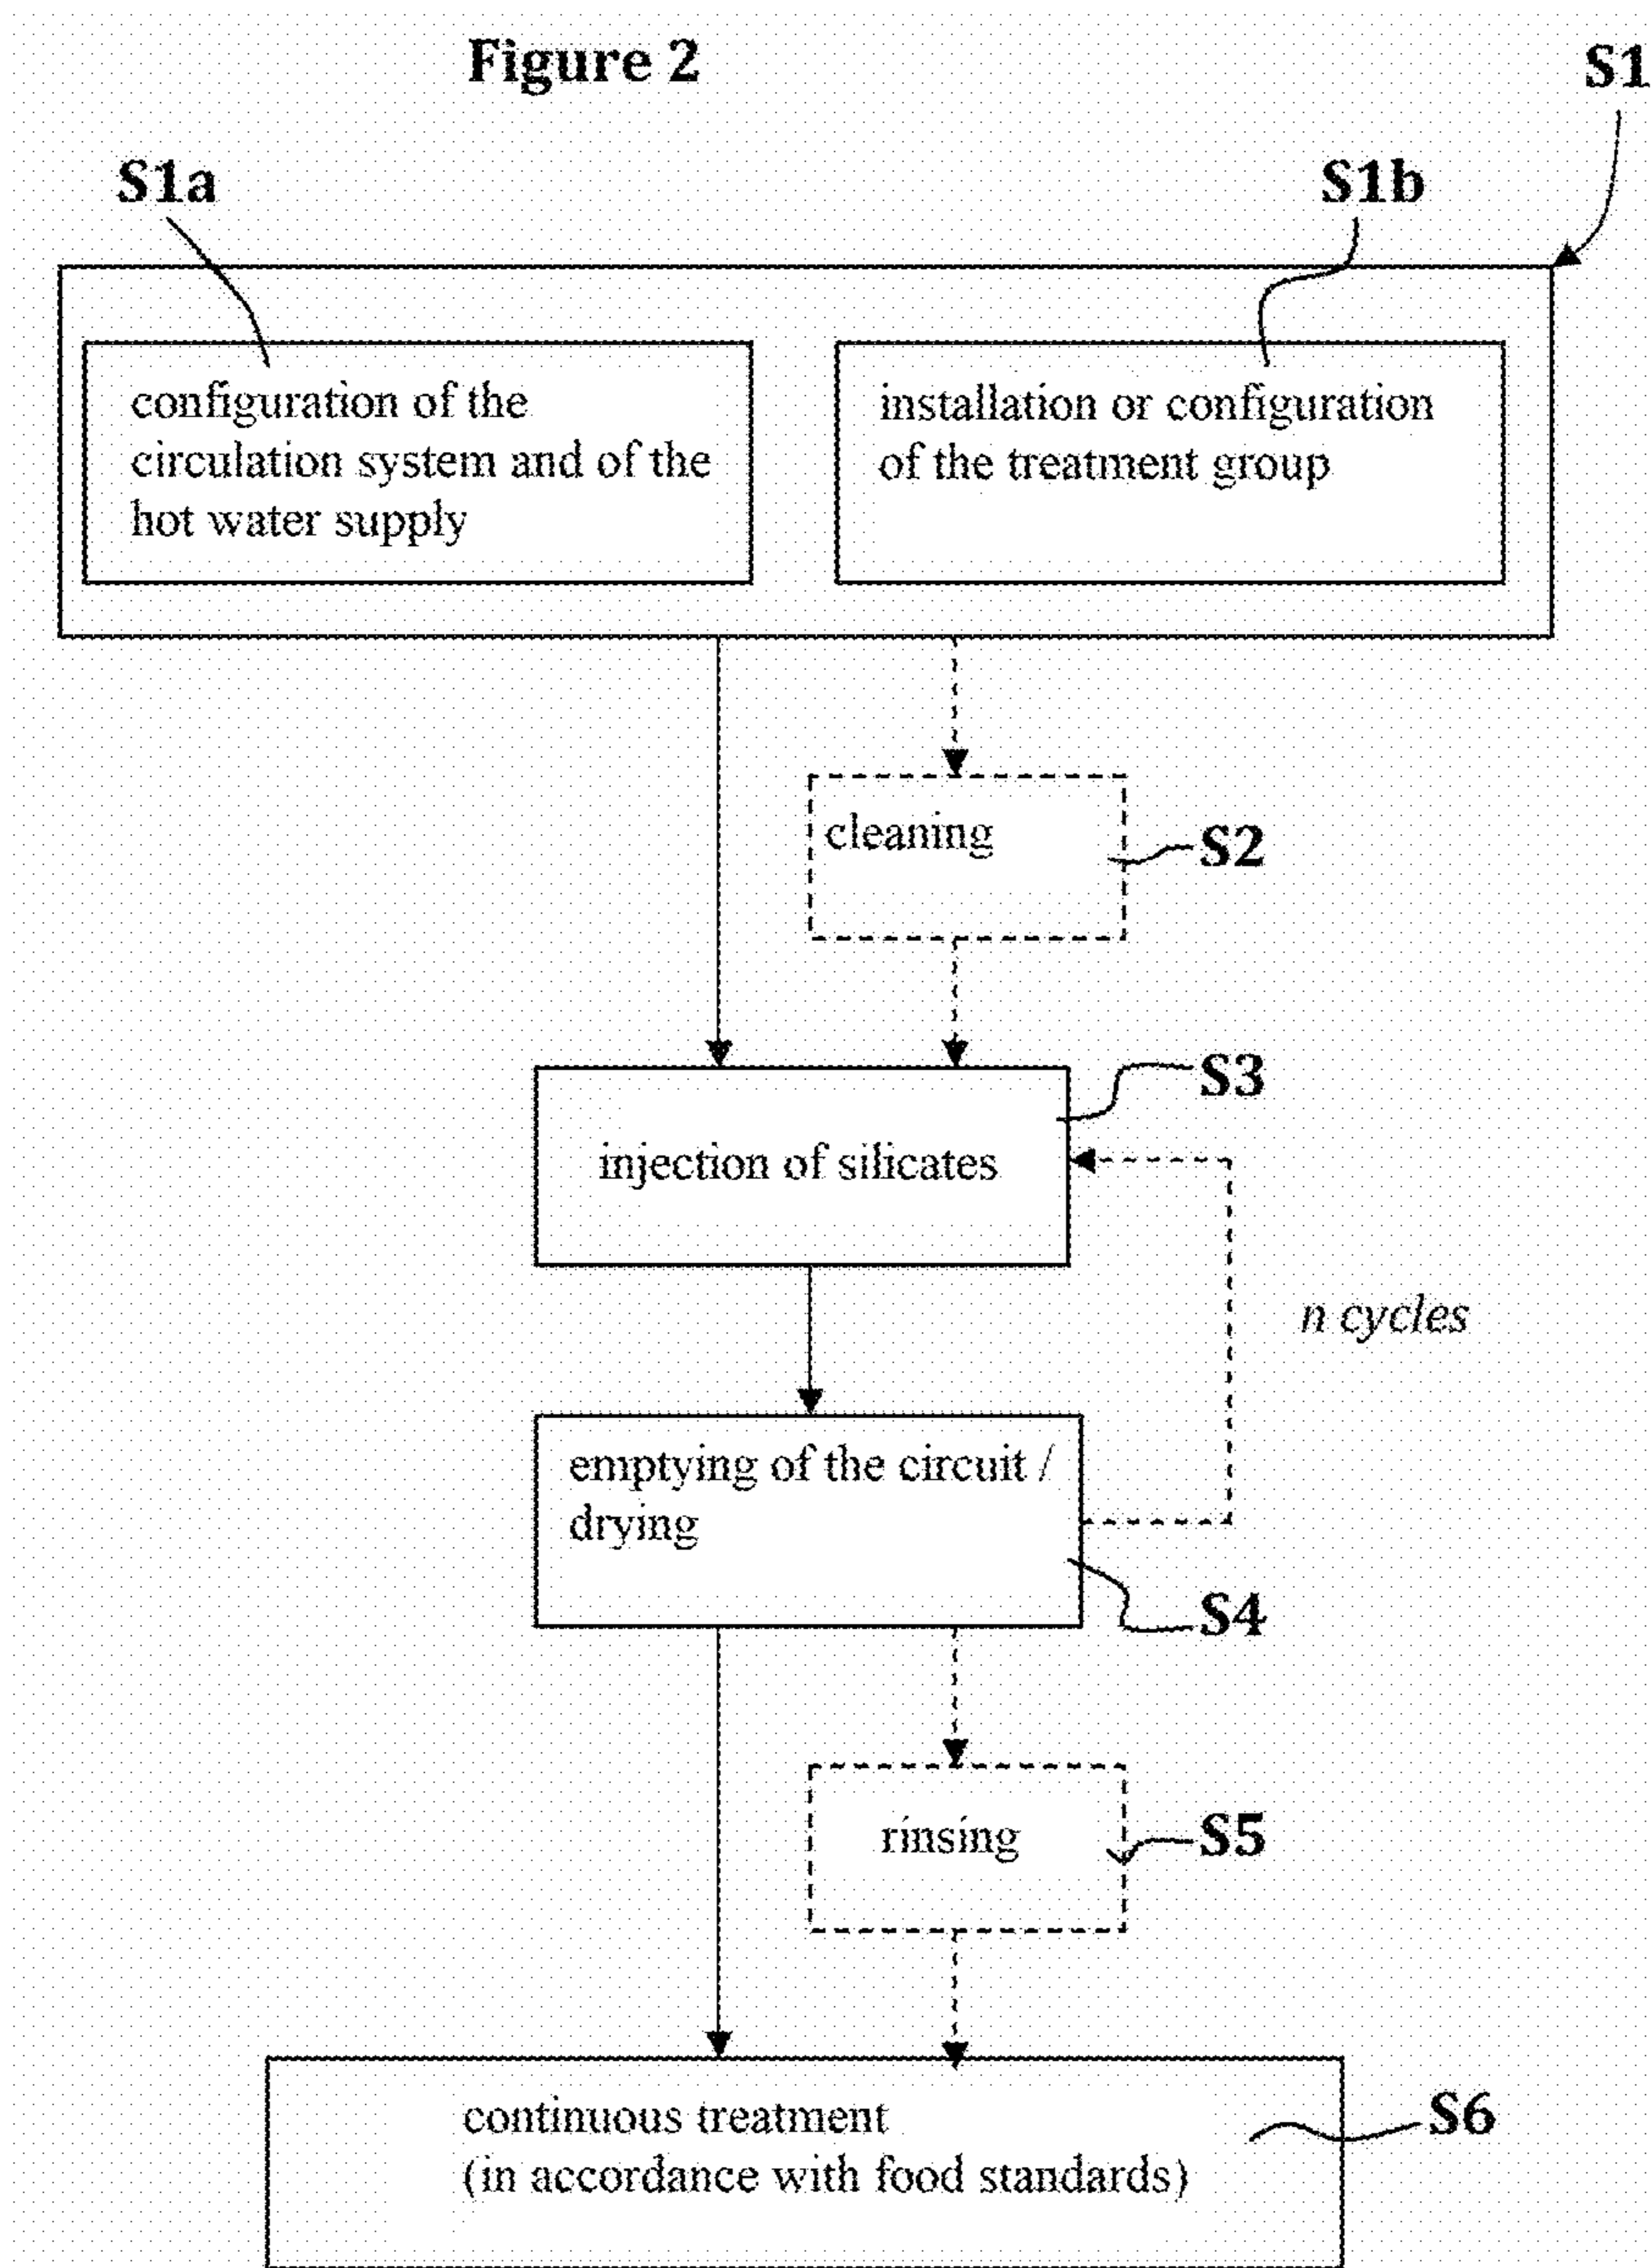 Figure 2
S1
S1a
S1b
configuration of the
circulation system and of the
hot water supply
installation or configuration
of the treatment group
cleaning
S2
S3
injection of silicates
n cycles
emptying of the circuit /
drying
S4
rinsing
S5
continuous treatment
(in accordance with food standards)
S6